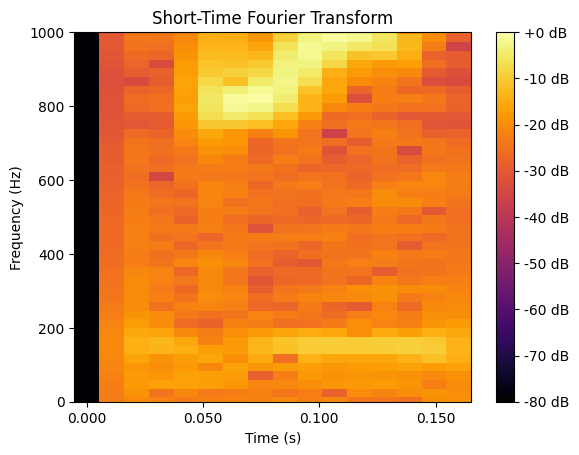 Short-Time Fourier Transform
Frequency (Hz)
1000
800
600
400
200
0
0.000
0.050
0.100
0.150
Time (s)
+0 dB
-10 dB
-20 dB
-30 dB
-40 dB
-50 dB
-60 dB
-70 dB
-80 dB